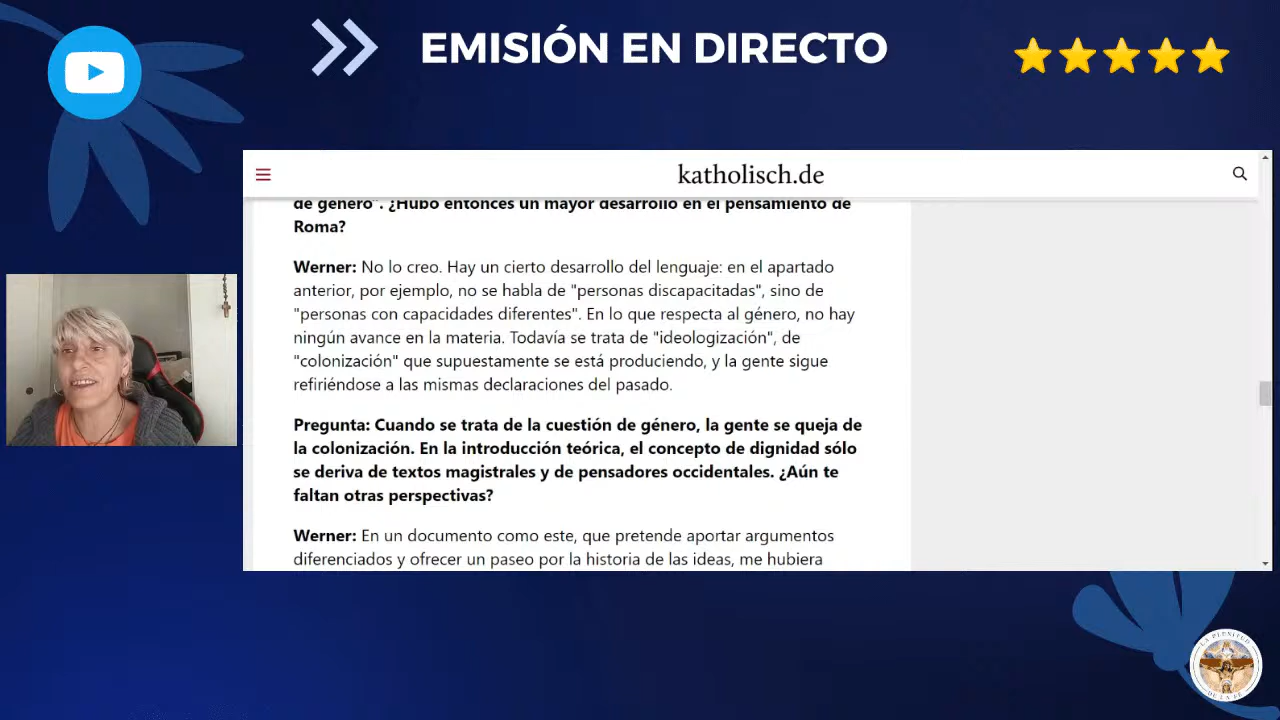 EMISIÓN EN DIRECTO
katholisch.de
de género". ¿Hubo entonces un mayor desarrollo en el pensamiento de
Roma?
Werner: No lo creo. Hay un cierto desarrollo del lenguaje: en el apartado
anterior, por ejemplo, no se habla de "personas discapacitadas", sino de
"personas con capacidades diferentes". En lo que respecta al género, no hay
ningún avance en la materia. Todavía se trata de "ideologización", de
"colonización" que supuestamente se está produciendo, y la gente sigue
refiriéndose a las mismas declaraciones del pasado.
Pregunta: Cuando se trata de la cuestión de género, la gente se queja de
la colonización. En la introducción teórica, el concepto de dignidad sólo
se deriva de textos magistrales y de pensadores occidentales. ¿Aún te
faltan otras perspectivas?
Werner: En un documento como este, que pretende aportar argumentos
diferenciados y ofrecer un paseo por la historia de las ideas, me hubiera
LA PLENITUD
DE LA FE